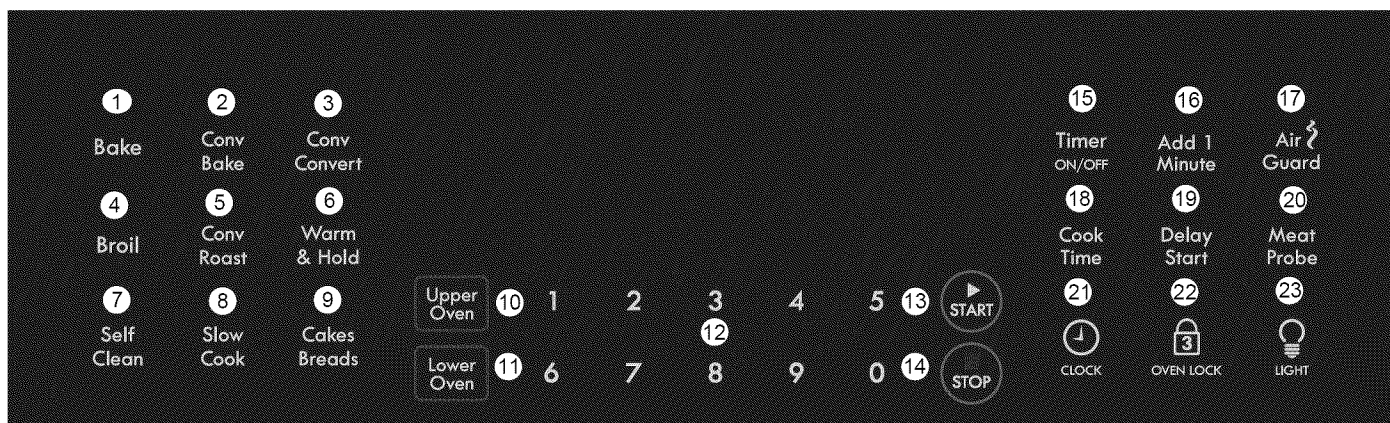 1 2 3
Bake
Conv
Bake
Conv
Convert
4 5 6
Broil
Conv
Roast
Warm
& Hold
7 8 9
Self
Clean
Slow
Cook
Cakes
Breads
Upper
Oven
10
1 2 3 4 5
13
START
12
Lower
Oven
11
6 7 8 9 0
14
STOP
15 16 17
Timer
ON/OFF
Add 1
Minute
Air
Guard
18 19 20
Cook
Time
Delay
Start
Meat
Probe
21 22 23
3
CLOCK OVEN LOCK LIGHT